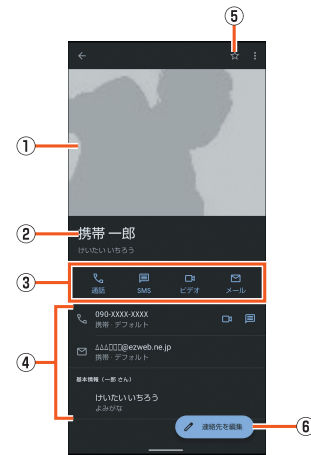 ⑤
①
②
携帯 一郎
けいたい いちろう
③
通話 SMS ビデオ メール
④
090-XXXX-XXXX
携帯·デフォルト
△△△□□□@ezweb.ne.jp
携帯·デフォルト
基本情報（一郎 さん）
けいたい いちろう
よみがな
連絡先を編集
⑥